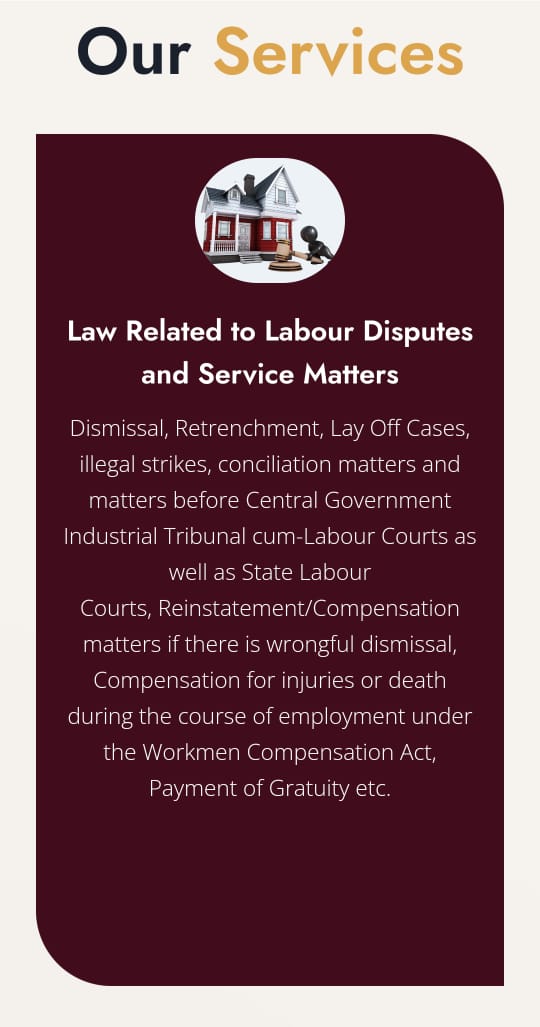 Our Services
Law Related to Labour Disputes
and Service Matters
Dismissal, Retrenchment, Lay Off Cases,
illegal strikes, conciliation matters and
matters before Central Government
Industrial Tribunal cum-Labour Courts as
well as State Labour
Courts, Reinstatement/Compensation
matters if there is wrongful dismissal,
Compensation for injuries or death
during the course of employment under
the Workmen Compensation Act,
Payment of Gratuity etc.